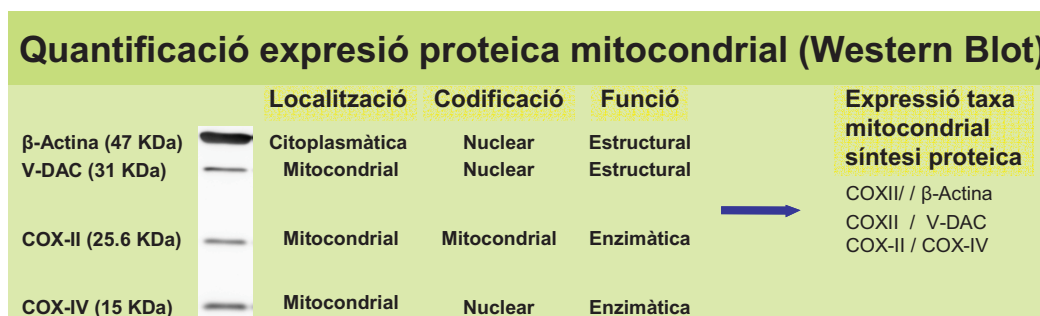 Quantificació expresió proteica mitocondrial (Western Blot)
Localització Codificació Funció
β-Actina (47 KDa) Citoplasmàtica Nuclear Estructural
V-DAC (31 KDa) Mitocondrial Nuclear Estructural
COX-II (25.6 KDa) Mitocondrial Mitocondrial Enzimàtica
COX-IV (15 KDa) Mitocondrial Nuclear Enzimàtica
Expressió taxa
mitocondrial
síntesi proteica
COXII/ / β-Actina
COXII / V-DAC
COX-II / COX-IV